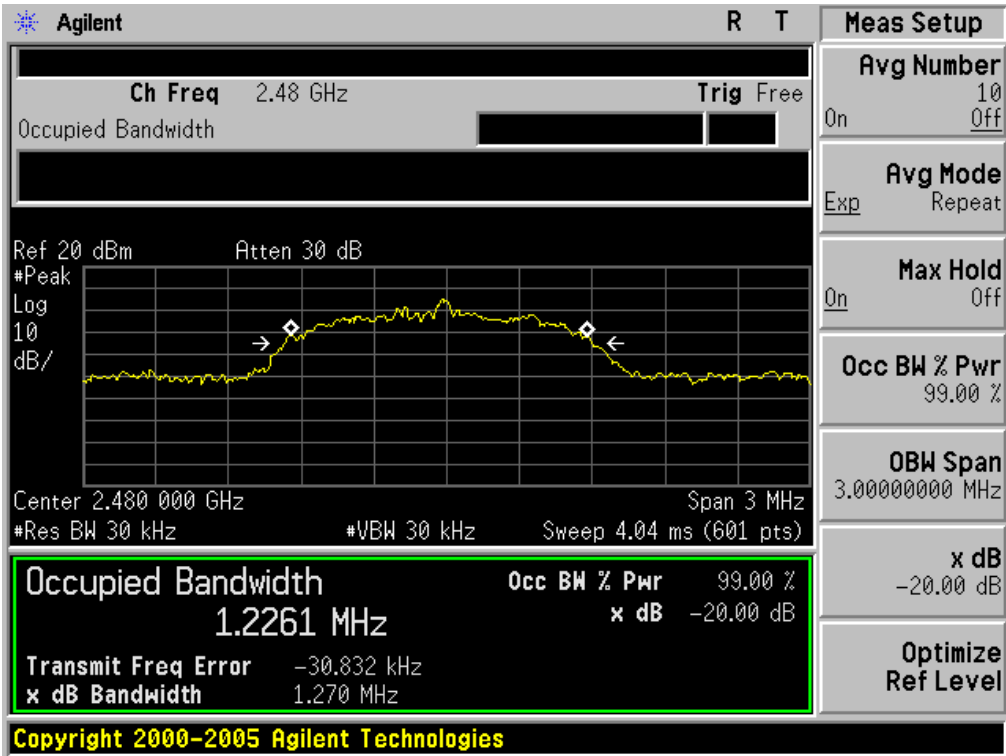 Agilent R T
Ch Freq 2.48 GHz Trig Free
Occupied Bandwidth
Ref 20 dBm Atten 30 dB
#Peak
Log
10
dB/
Center 2.480 000 GHz Span 3 MHz
#Res BW 30 kHz #VBW 30 kHz Sweep 4.04 ms (601 pts)
Occupied Bandwidth Occ BW % Pwr 99.00 %
1.2261 MHz x dB -20.00 dB
Transmit Freq Error -30.832 kHz
x dB Bandwidth 1.270 MHz
Copyright 2000-2005 Agilent Technologies
Meas Setup
Avg Number
10
On Off
Avg Mode
Exp Repeat
Max Hold
On Off
Occ BW % Pwr
99.00 %
OBW Span
3.00000000 MHz
x dB
-20.00 dB
Optimize
Ref Level